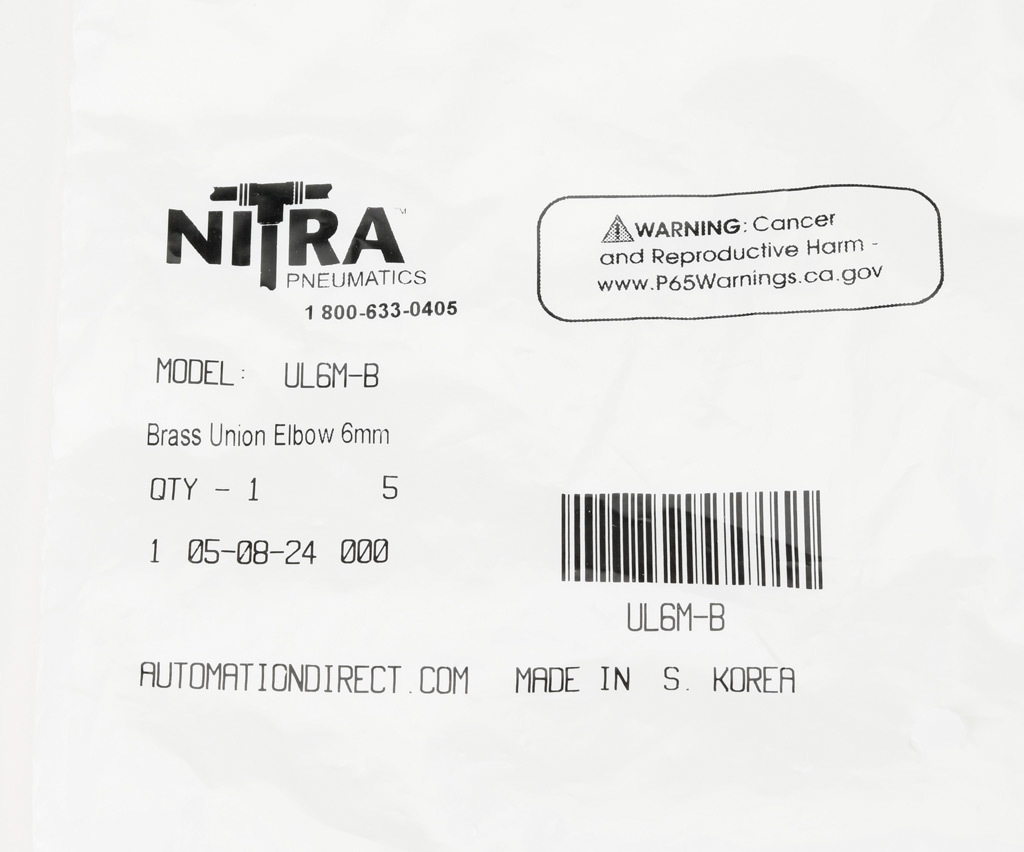 NITRA™
PNEUMATICS
1 800-633-0405
WARNING: Cancer
and Reproductive Harm -
www.P65Warnings.ca.gov
MODEL: UL6M-B
Brass Union Elbow 6mm
QTY - 1 5
1 05-08-24 000
UL6M-B
AUTOMATIONDIRECT.COM MADE IN S. KOREA